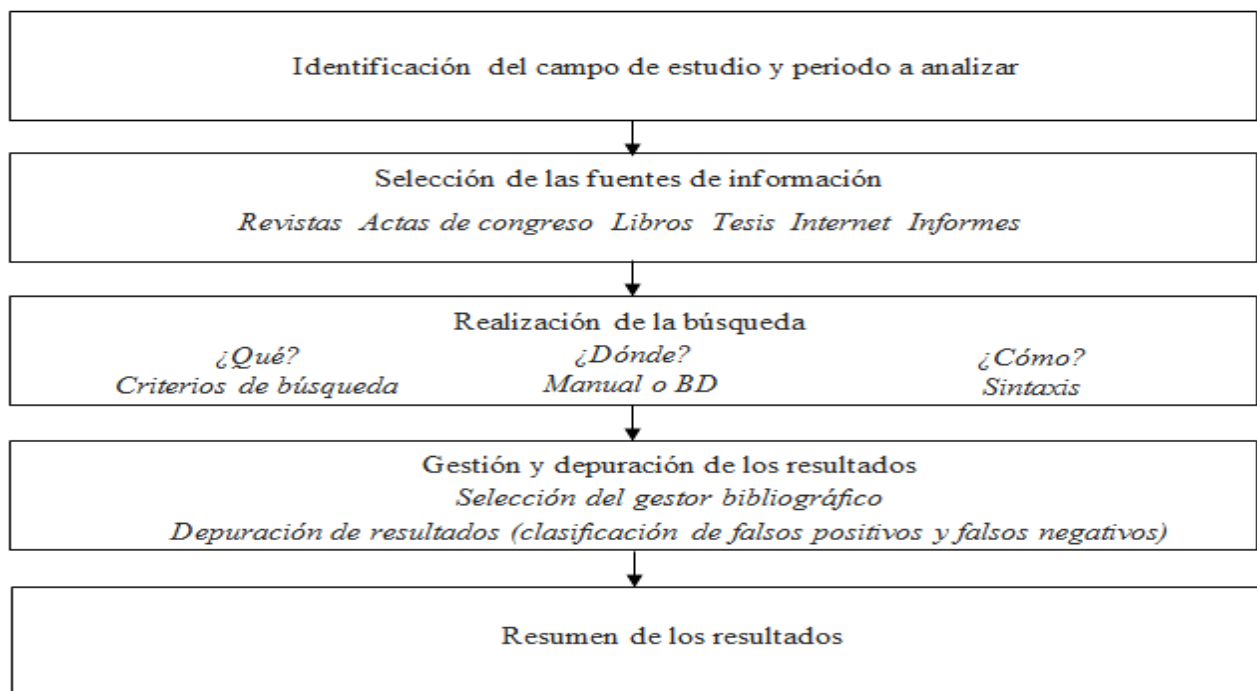 Identificación del campo de estudio y periodo a analizar
Selección de las fuentes de información
Revistas Actas de congreso Libros Tesis Internet Informes
Realización de la búsqueda
¿Qué? ¿Dónde? ¿Cómo?
Criterios de búsqueda Manual o BD Sintaxis
Gestión y depuración de los resultados
Selección del gestor bibliográfico
Depuración de resultados (clasificación de falsos positivos y falsos negativos)
Resumen de los resultados